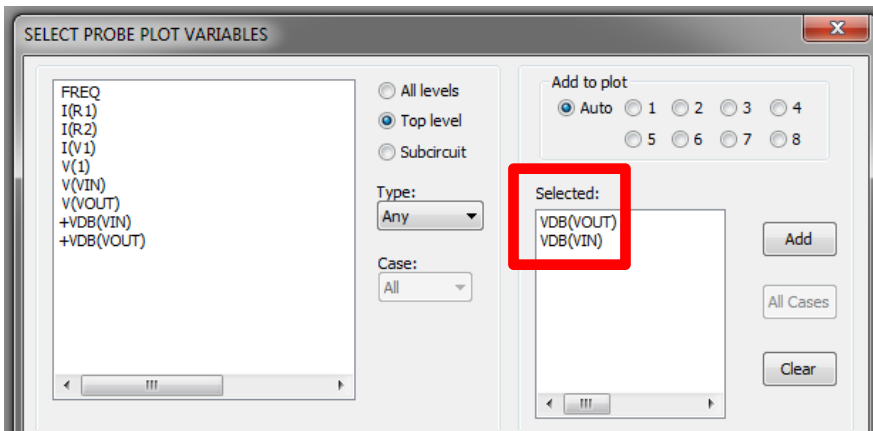 SELECT PROBE PLOT VARIABLES
FREQ
I(R1)
I(R2)
I(V1)
V(1)
V(VIN)
V(VOUT)
+VDB(VIN)
+VDB(VOUT)
All levels
Top level
Subcircuit
Type:
Any
Case:
All
Add to plot
Auto 1 2 3 4
5 6 7 8
Selected:
VDB(VOUT)
VDB(VIN)
Add
All Cases
Clear